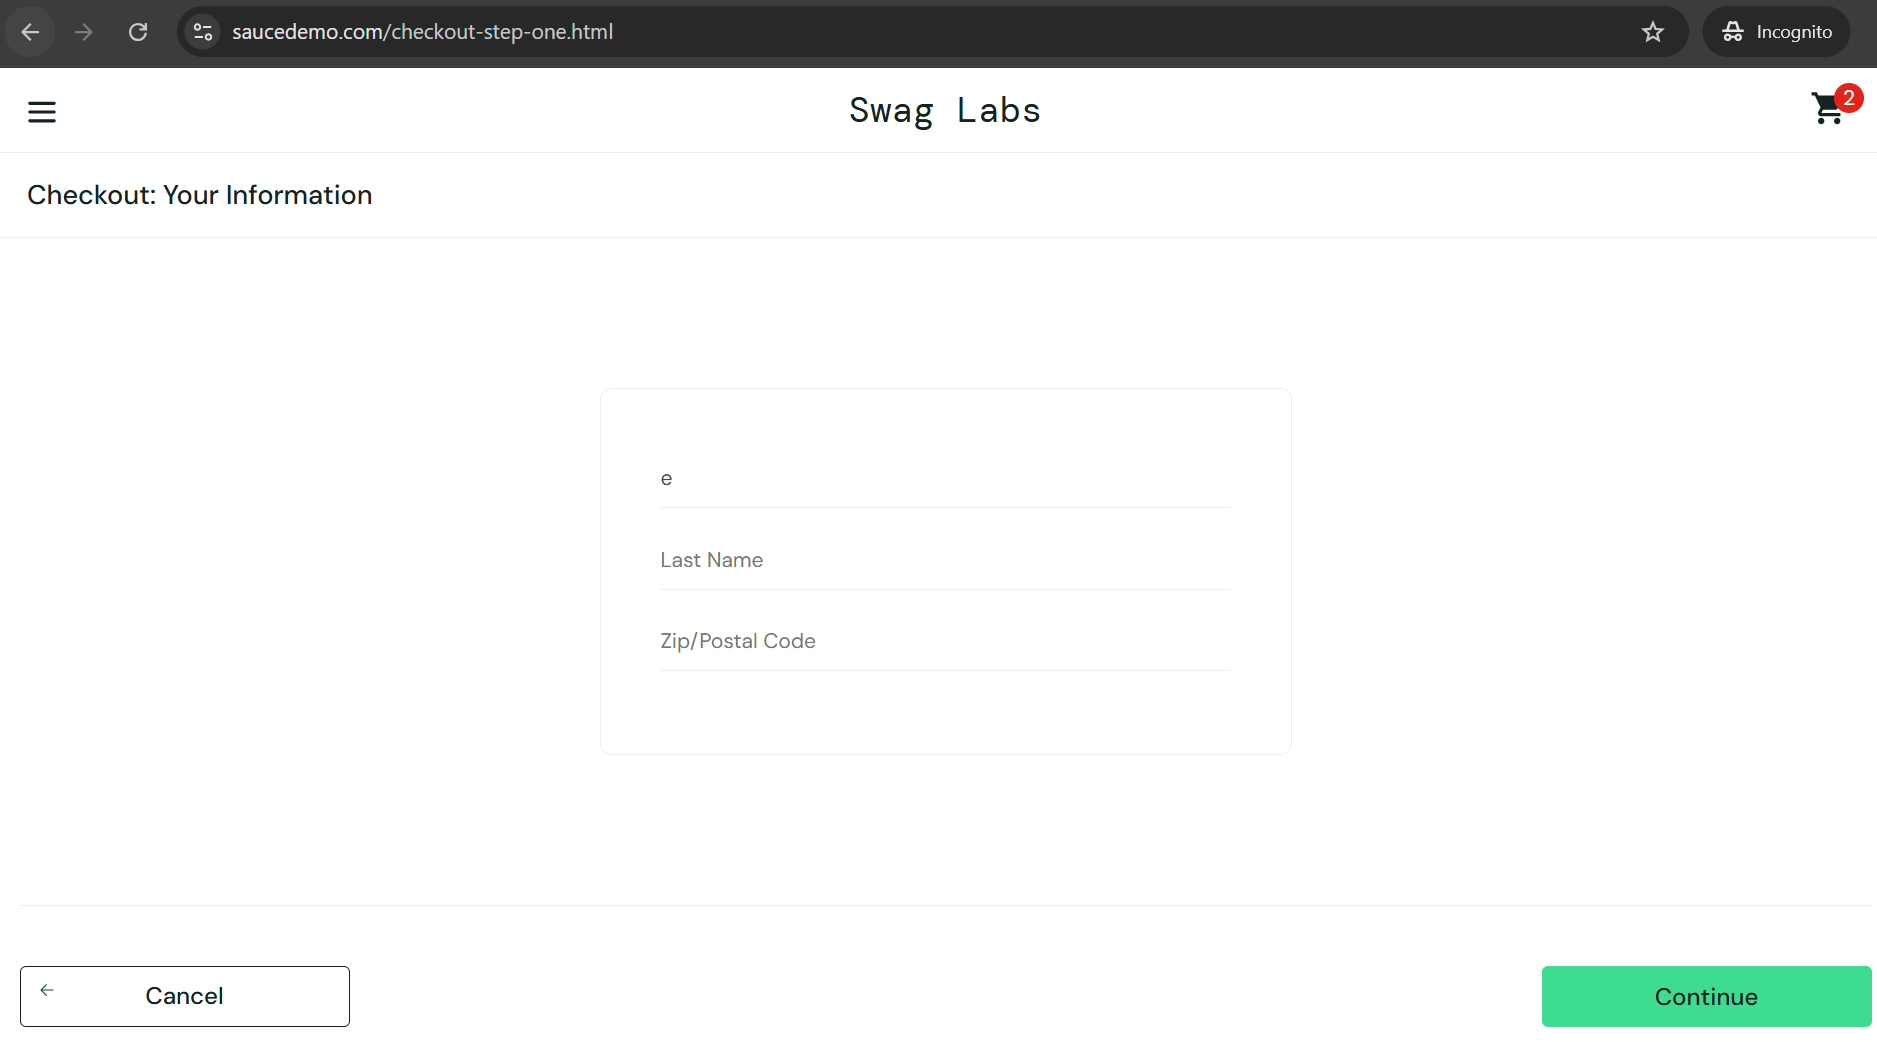 saucedemo.com/checkout-step-one.html
Incognito
Swag Labs
2
Checkout: Your Information
e
Last Name
Zip/Postal Code
Cancel
Continue